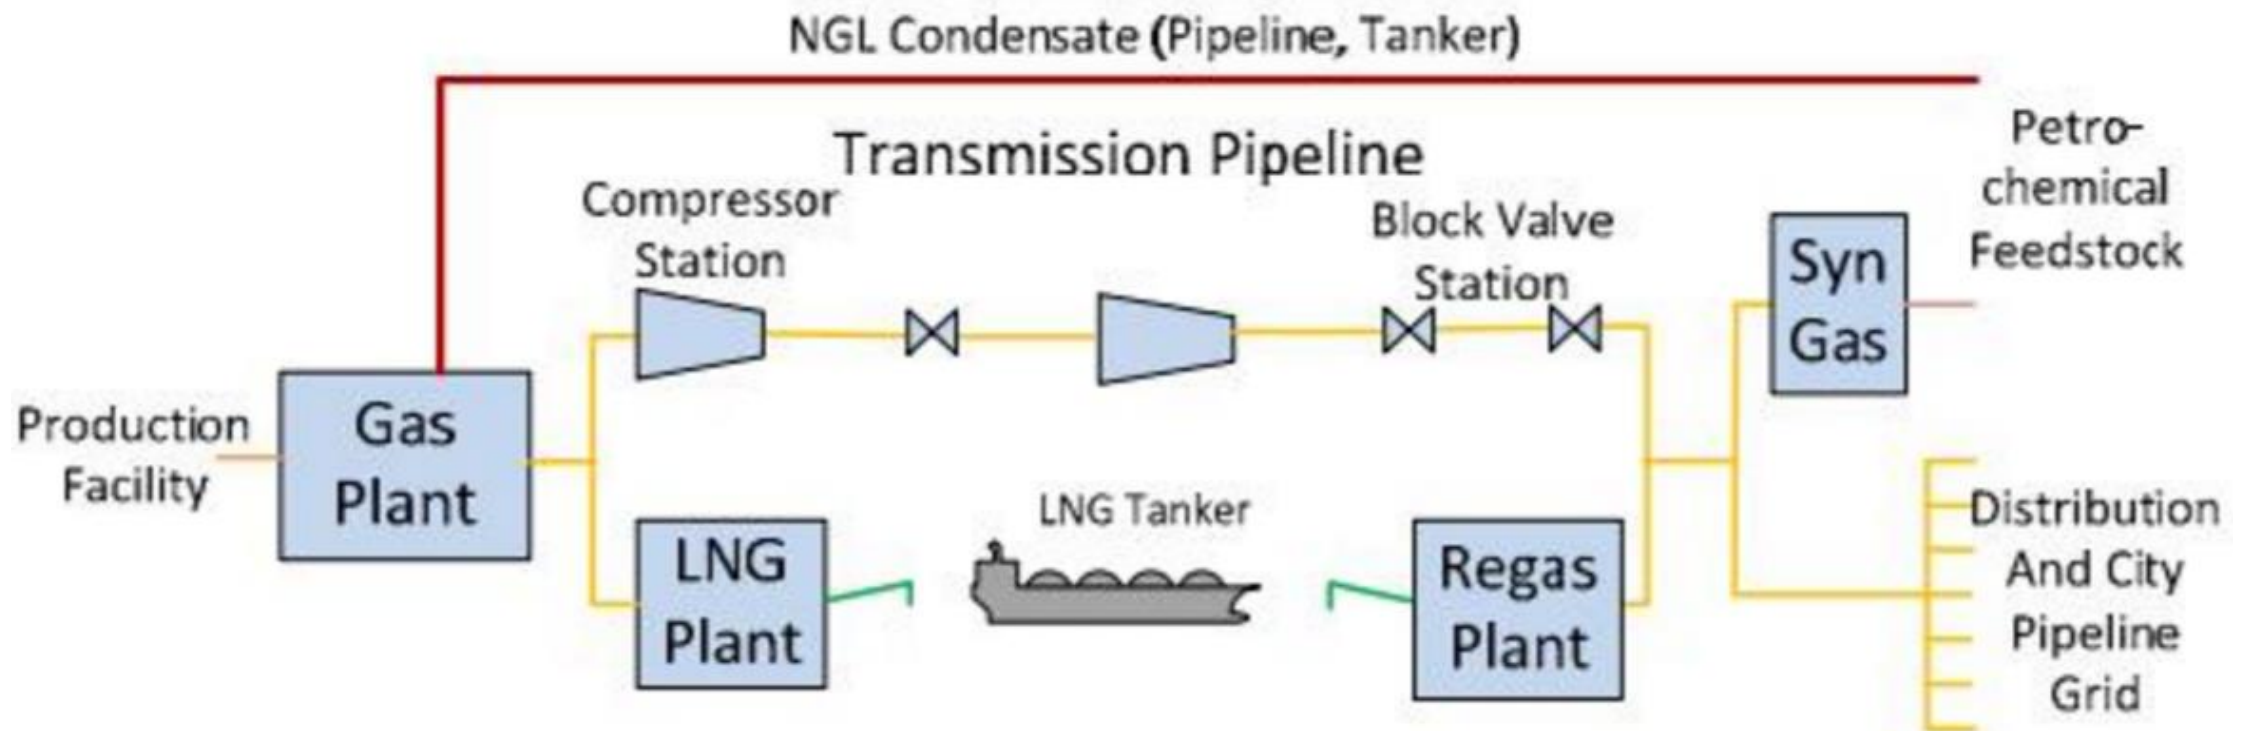 NGL Condensate (Pipeline, Tanker)
Transmission Pipeline
Compressor
Station
Block Valve
Station
Petro-
chemical
Feedstock
Syn
Gas
Production
Facility
Gas
Plant
LNG
Plant
LNG Tanker
Regas
Plant
Distribution
And City
Pipeline
Grid